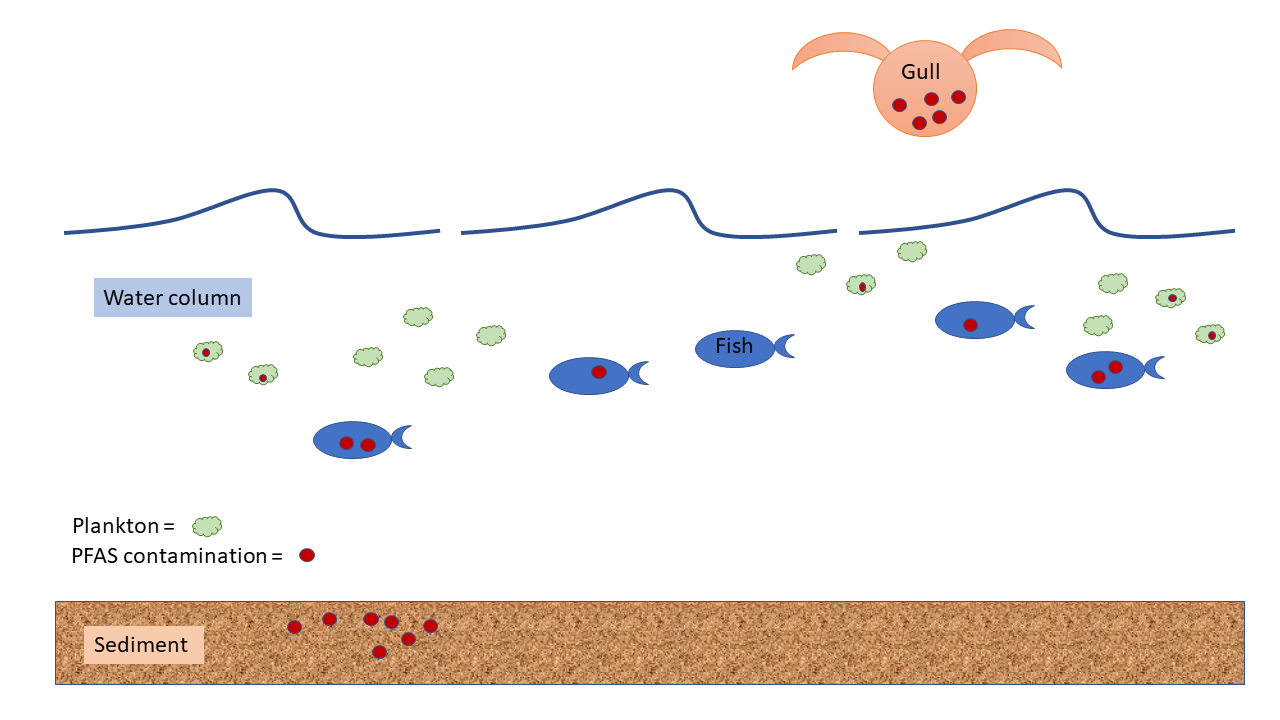 Gull
Water column
Fish
Plankton =
PFAS contamination =
Sediment